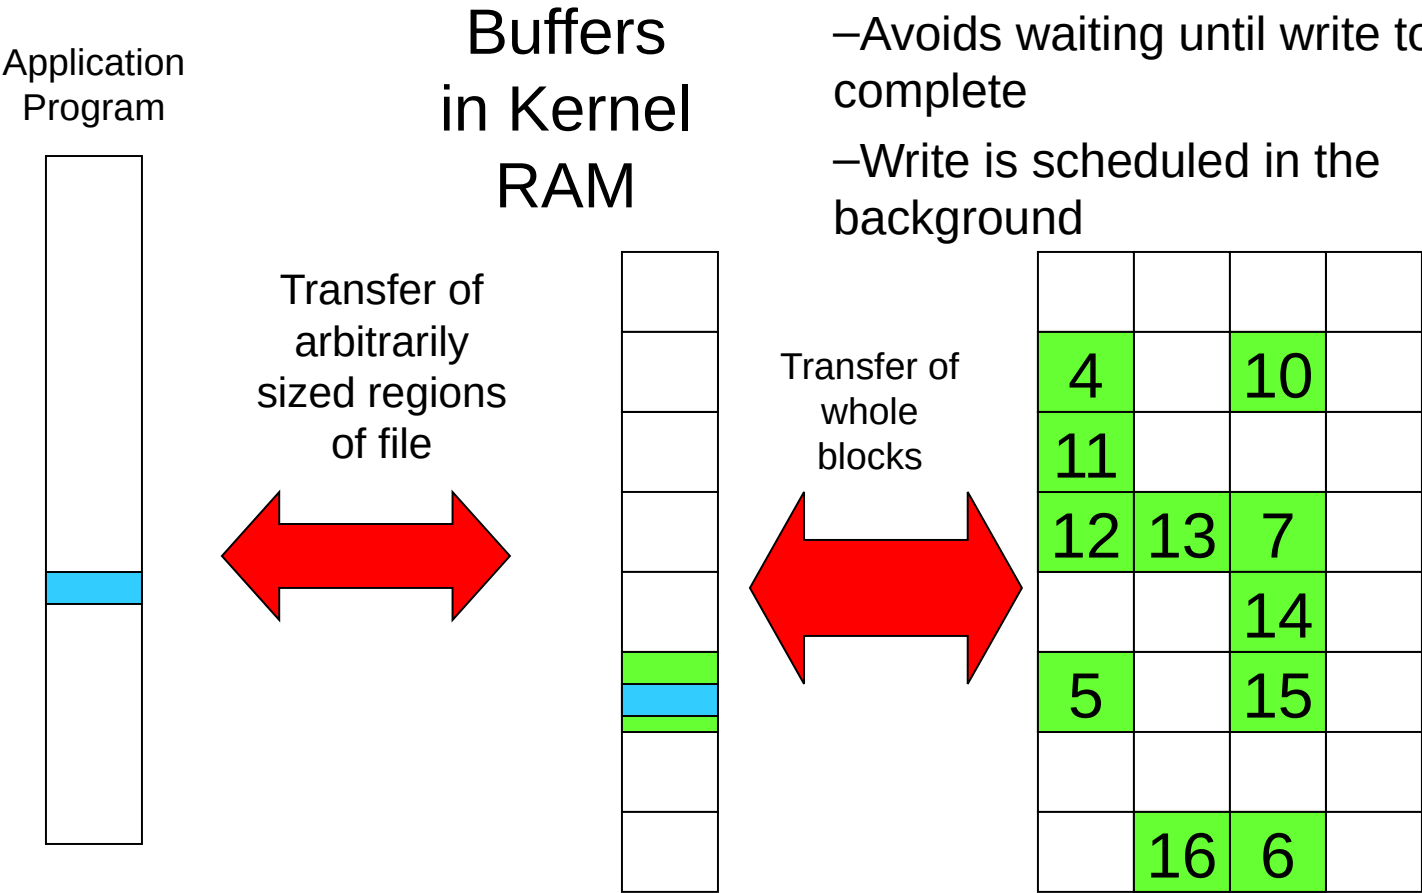 Application
Program
Buffers
in Kernel
RAM
–Avoids waiting until write to
complete
–Write is scheduled in the
background
Transfer of
arbitrarily
sized regions
of file
Transfer of
whole
blocks
4 10
11
12 13 7
14
5 15
16 6